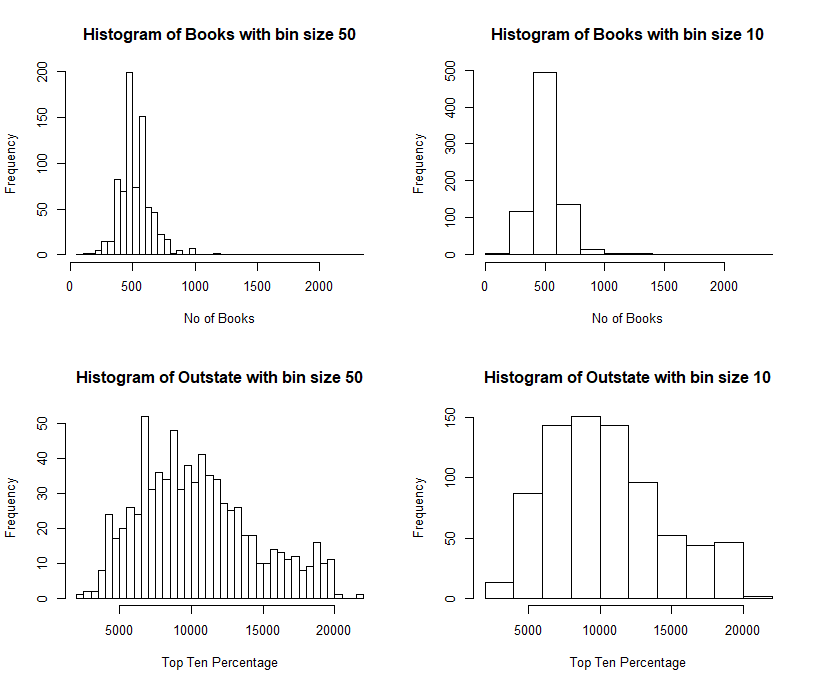 Histogram of Books with bin size 50
Frequency
200
150
100
50
0
0 500 1000 1500 2000
No of Books
Histogram of Books with bin size 10
Frequency
500
400
300
200
100
0
0 500 1000 1500 2000
No of Books
Histogram of Outstate with bin size 50
Frequency
50
40
30
20
10
0
5000 10000 15000 20000
Top Ten Percentage
Histogram of Outstate with bin size 10
Frequency
150
100
50
0
5000 10000 15000 20000
Top Ten Percentage